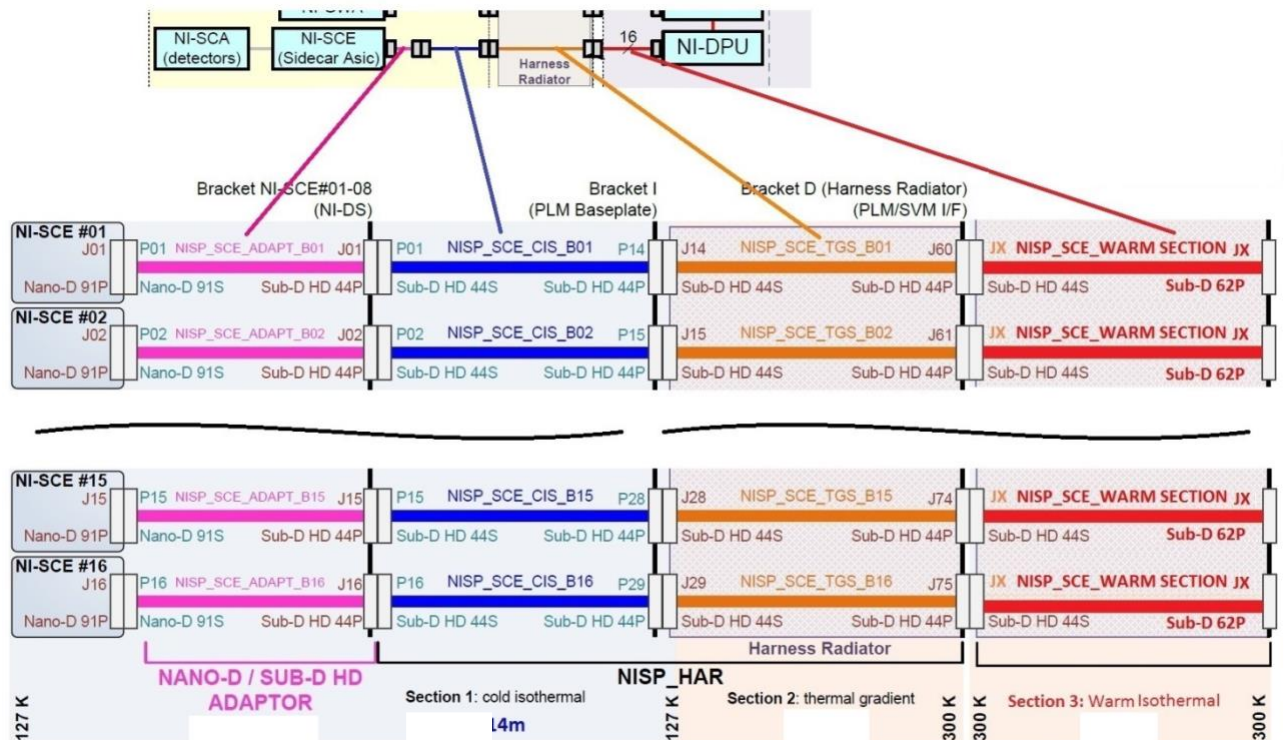 NI-SCA
(detectors)
NI-SCE
(Sidecar Asic)
Harness
Radiator
16
NI-DPU
Bracket NI-SCE#01-08
(NI-DS)
Bracket I
(PLM Baseplate)
Bracket D (Harness Radiator)
(PLM/SVM I/F)
NI-SCE #01
J01 P01 NISP_SCE_ADAPT_B01 J01 P01 NISP_SCE_CIS_B01 P14 J14 NISP_SCE_TGS_B01 J60 JX NISP_SCE_WARM SECTION JX
Nano-D 91P Nano-D 91S Sub-D HD 44P Sub-D HD 44S Sub-D HD 44P Sub-D HD 44S Sub-D HD 44P Sub-D HD 44S Sub-D 62P
NI-SCE #02
J02 P02 NISP_SCE_ADAPT_B02 J02 P02 NISP_SCE_CIS_B02 P15 J15 NISP_SCE_TGS_B02 J61 JX NISP_SCE_WARM SECTION JX
Nano-D 91P Nano-D 91S Sub-D HD 44P Sub-D HD 44S Sub-D HD 44P Sub-D HD 44S Sub-D HD 44P Sub-D HD 44S Sub-D 62P
NI-SCE #15
J15 P15 NISP_SCE_ADAPT_B15 J15 P15 NISP_SCE_CIS_B15 P28 J28 NISP_SCE_TGS_B15 J74 JX NISP_SCE_WARM SECTION JX
Nano-D 91P Nano-D 91S Sub-D HD 44P Sub-D HD 44S Sub-D HD 44P Sub-D HD 44S Sub-D HD 44P Sub-D HD 44S Sub-D 62P
NI-SCE #16
J16 P16 NISP_SCE_ADAPT_B16 J16 P16 NISP_SCE_CIS_B16 P29 J29 NISP_SCE_TGS_B16 J75 JX NISP_SCE_WARM SECTION JX
Nano-D 91P Nano-D 91S Sub-D HD 44P Sub-D HD 44S Sub-D HD 44P Sub-D HD 44S Sub-D HD 44P Sub-D HD 44S Sub-D 62P
Harness Radiator
NANO-D / SUB-D HD
ADAPTOR
NISP_HAR
Section 1: cold isothermal
Section 2: thermal gradient
Section 3: Warm Isothermal
14m
127 K
127 K
300 K
300 K
300 K